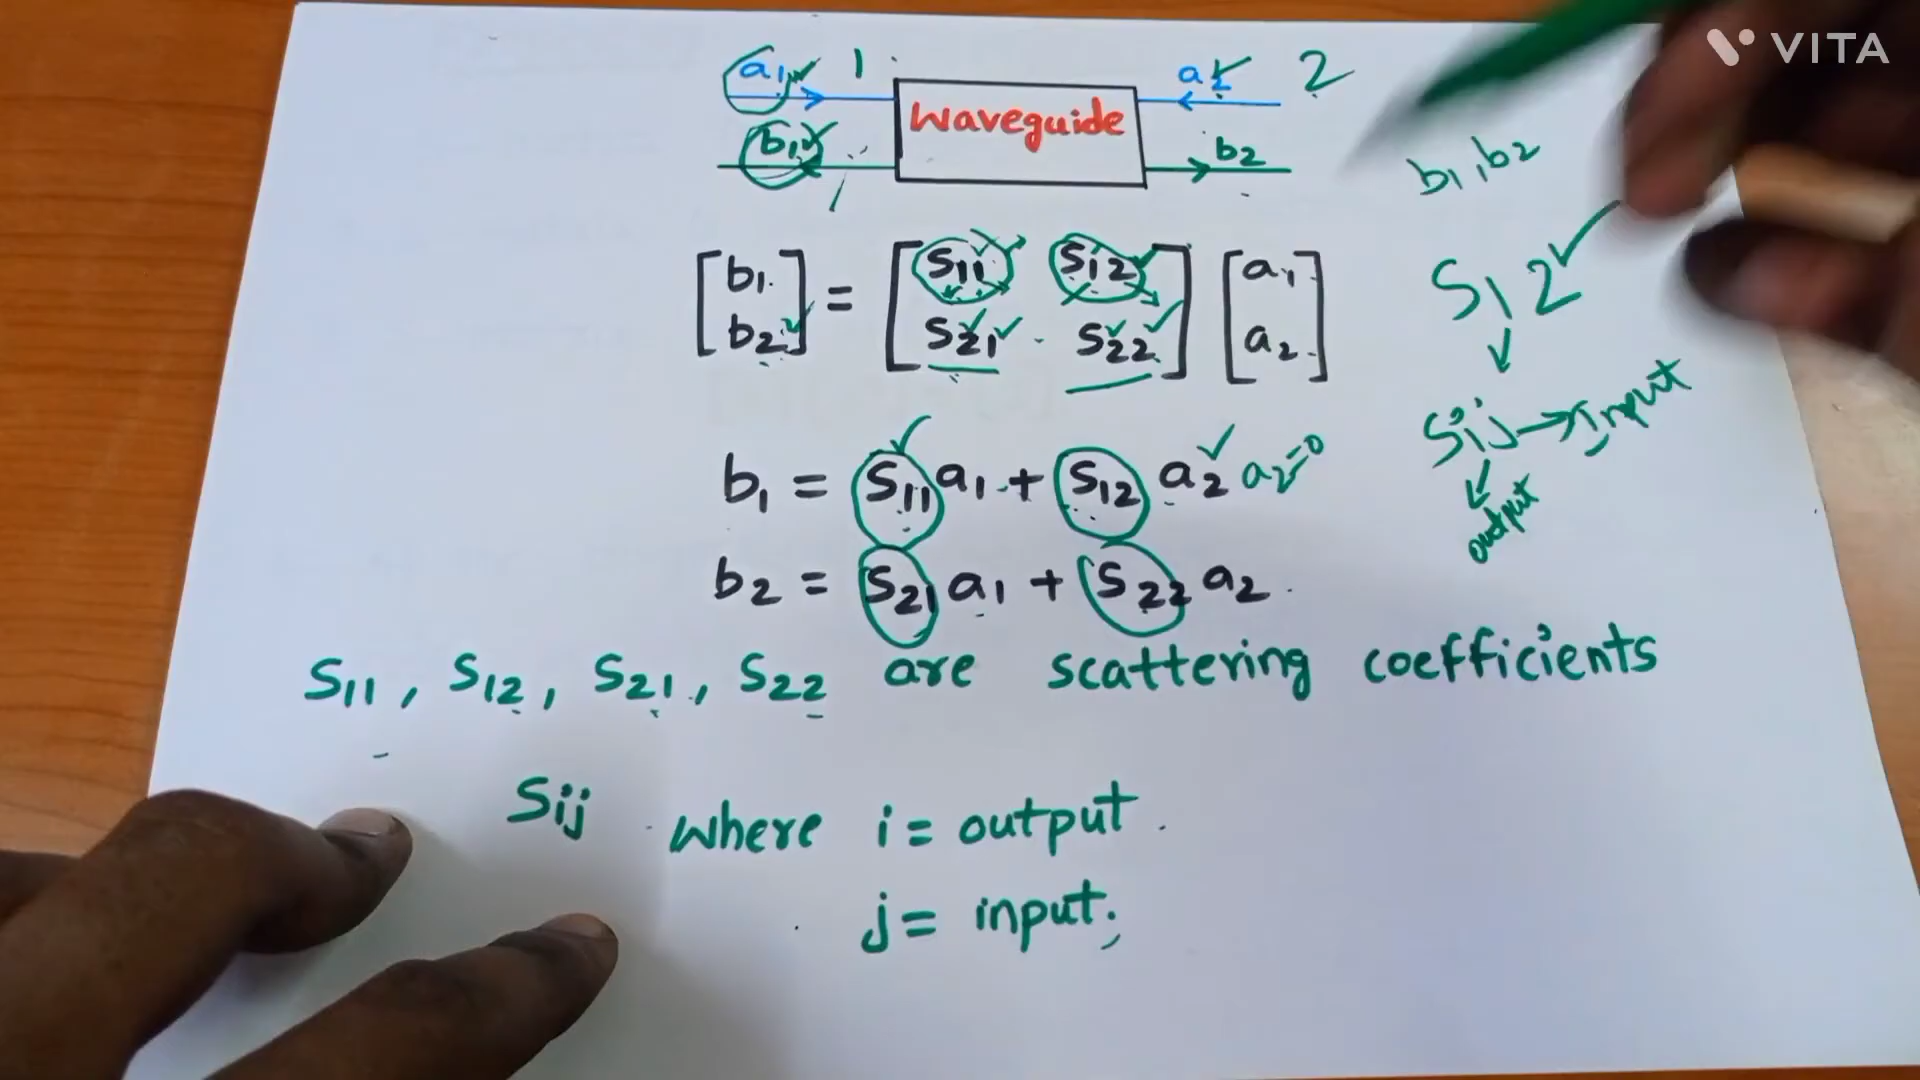 VITA
a1 1 a2 2
Waveguide
b1 b2
b1, b2
[b1 b2] = [S11 S12 S21 S22] [a1 a2]
S12
Sij → Input
output
b1 = S11 a1 + S12 a2 a2=0
b2 = S21 a1 + S22 a2
S11, S12, S21, S22 are scattering coefficients
Sij where i = output
j = input